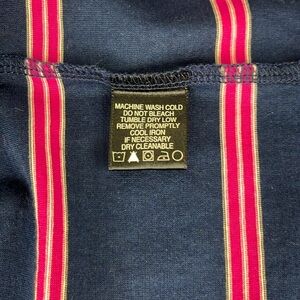 MACHINE WASH COLD
DO NOT BLEACH
TUMBLE DRY LOW
REMOVE PROMPTLY
COOL IRON
IF NECESSARY
DRY CLEANABLE